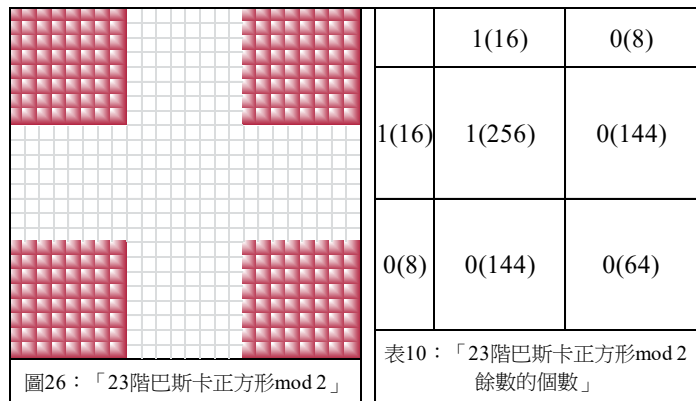 1(16) 0(8)
1(16) 1(256) 0(144)
0(8) 0(144) 0(64)
圖26：「23階巴斯卡正方形mod 2」
表10：「23階巴斯卡正方形mod 2
餘數的個數」